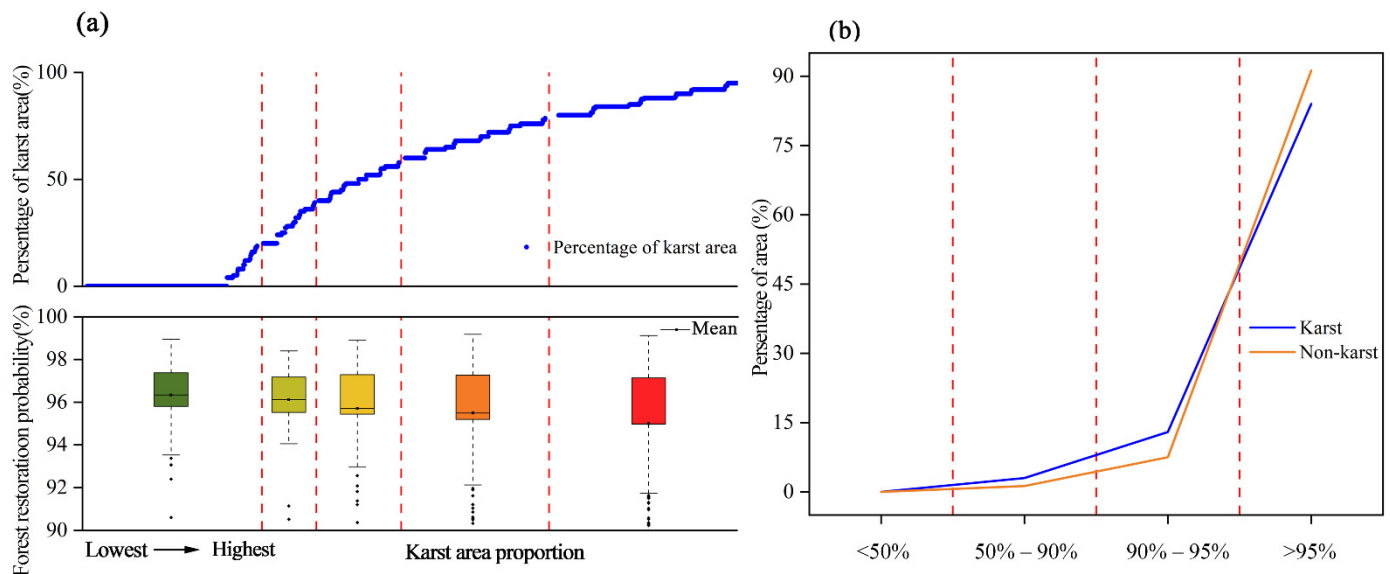 (a)
Persentage of karst area(%)
100
50
0
Percentage of karst area
Forest restoratioon probability(%)
100
98
96
94
92
90
Mean
Lowest
Highest
Karst area proportion
(b)
Persentage of area (%)
90
75
60
45
30
15
0
Karst
Non-karst
<50%
50% – 90%
90% – 95%
>95%